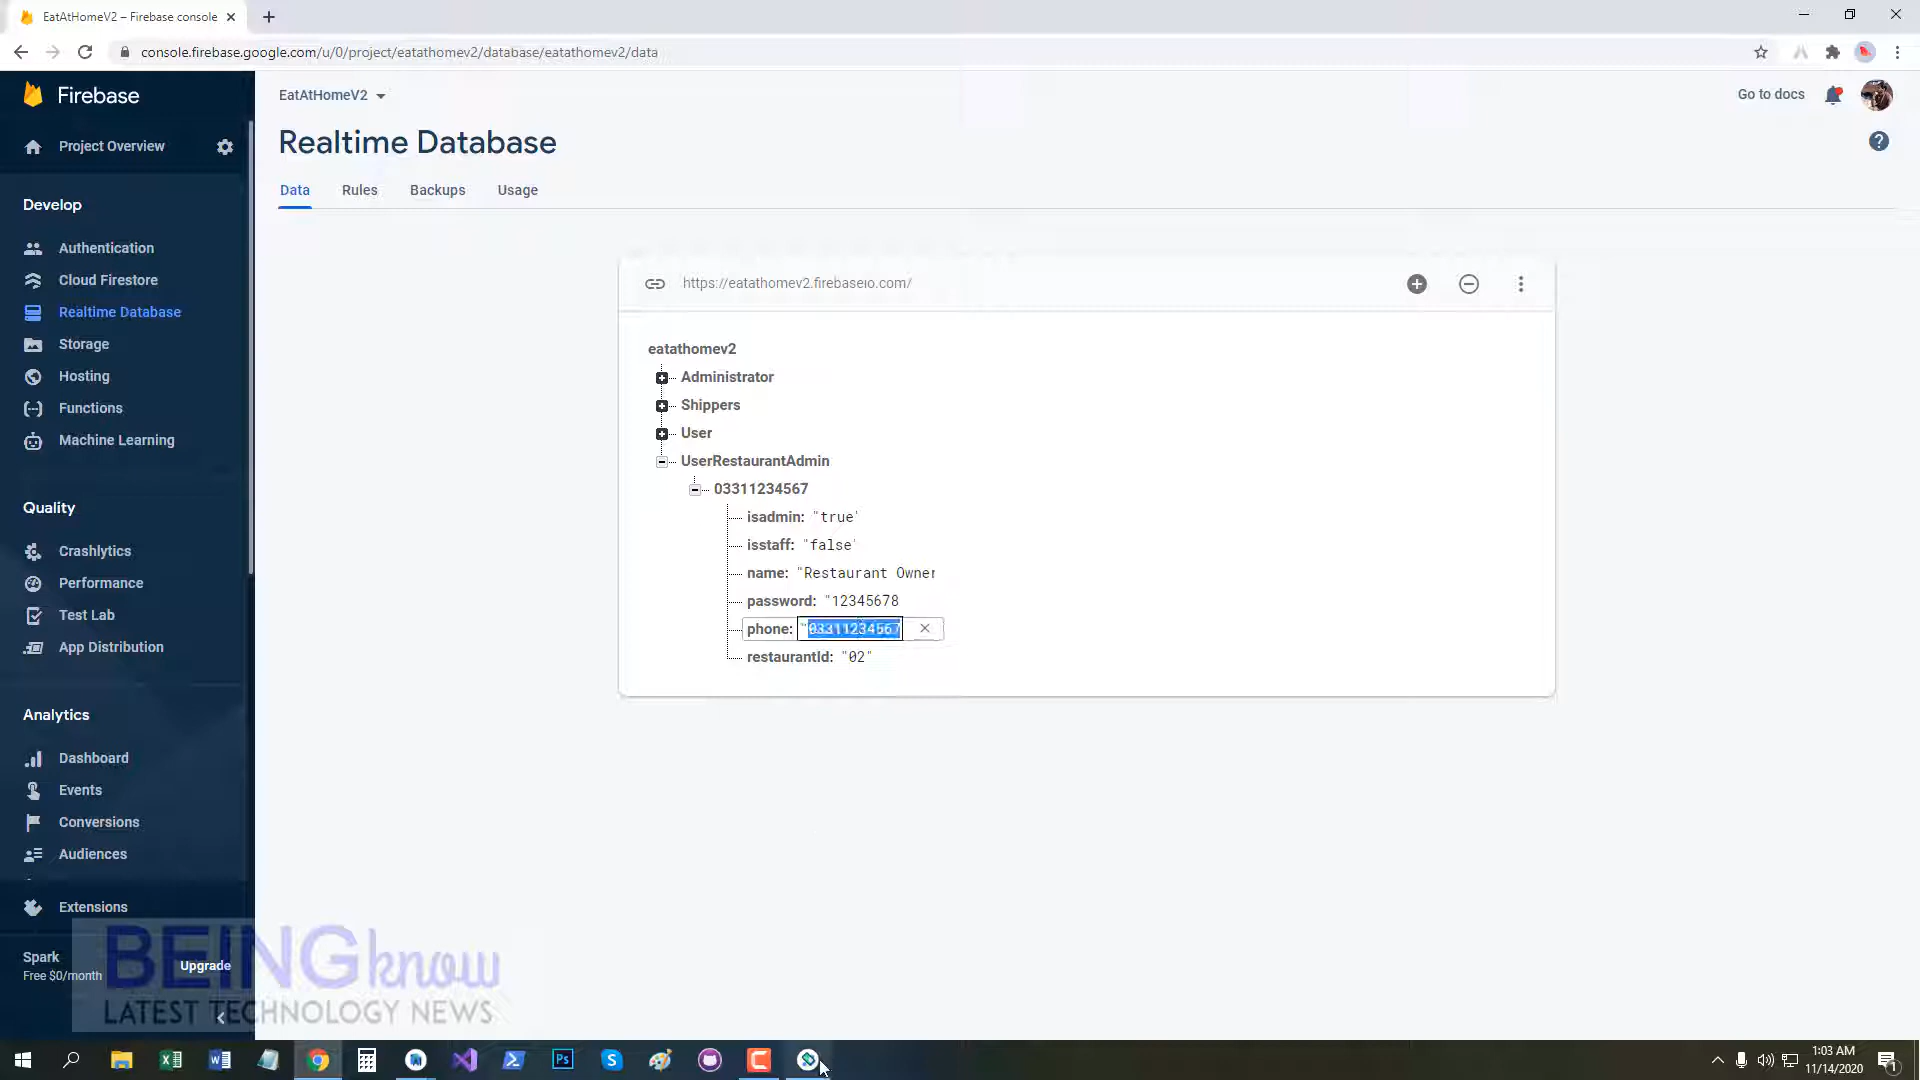 EatAtHomeV2 – Firebase console
console.firebase.google.com/u/0/project/eatathomev2/database/eatathomev2/data
Firebase
EatAtHomeV2
Go to docs
Project Overview
Realtime Database
Data
Rules
Backups
Usage
Develop
Authentication
Cloud Firestore
Realtime Database
Storage
Hosting
Functions
Machine Learning
Quality
Crashlytics
Performance
Test Lab
App Distribution
Analytics
Dashboard
Events
Conversions
Audiences
Extensions
Spark
Free $0/month
Upgrade
https://eatathomev2.firebaseio.com/
eatathomev2
Administrator
Shippers
User
UserRestaurantAdmin
03311234567
isadmin: "true"
isstaff: "false"
name: "Restaurant Owner
password: "12345678
phone: "03311234567
restaurantId: "02"
BEING know
LATEST TECHNOLOGY NEWS
1:03 AM
11/14/2020
1